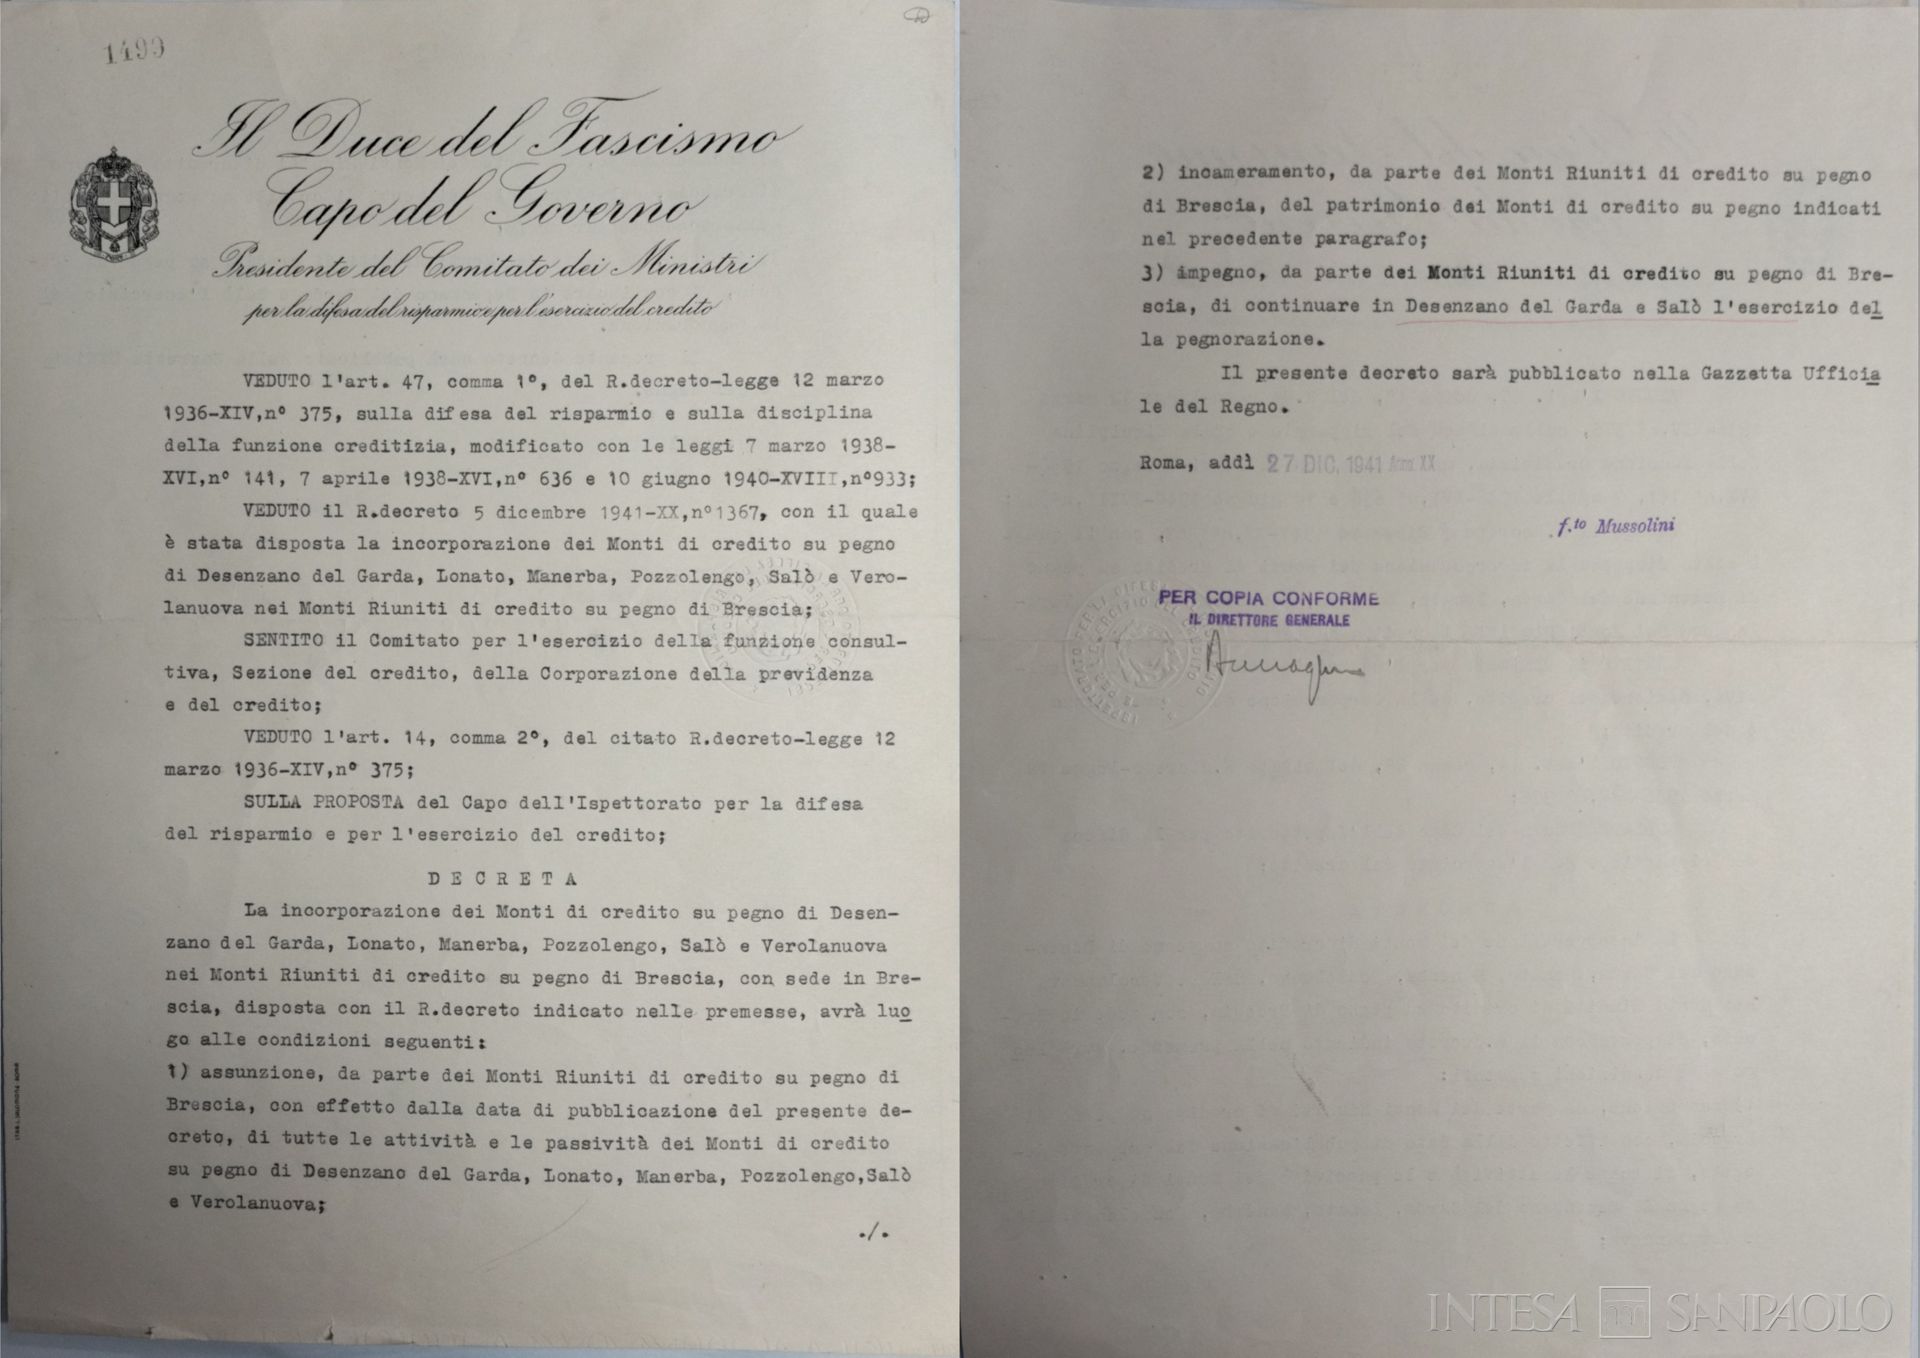 1499
Il Duce del Fascismo
Capo del Governo
Presidente del Comitato dei Ministri
per la difesa del risparmio e per l'esercizio del credito
VEDUTO l'art. 47, comma 1°, del R.decreto-legge 12 marzo
1936-XIV,n° 375, sulla difesa del risparmio e sulla disciplina
della funzione creditizia, modificato con le leggi 7 marzo 1938-
XVI,n° 141, 7 aprile 1938-XVI,n° 636 e 10 giugno 1940-XVIII,n°933;
VEDUTO il R.decreto 5 dicembre 1941-XX,n°1367, con il quale
è stata disposta la incorporazione dei Monti di credito su pegno
di Desenzano del Garda, Lonato, Manerba, Pozzolengo, Salò e Vero-
lanuova nei Monti Riuniti di credito su pegno di Brescia;
SENTITO il Comitato per l'esercizio della funzione consul-
tiva, Sezione del credito, della Corporazione della previdenza
e del credito;
VEDUTO l'art. 14, comma 2°, del citato R.decreto-legge 12
marzo 1936-XIV,n° 375;
SULLA PROPOSTA del Capo dell'Ispettorato per la difesa
del risparmio e per l'esercizio del credito;
D E C R E T A
La incorporazione dei Monti di credito su pegno di Desen-
zano del Garda, Lonato, Manerba, Pozzolengo, Salò e Verolanuova
nei Monti Riuniti di credito su pegno di Brescia, con sede in Bre-
scia, disposta con il R.decreto indicato nelle premesse, avrà luo
go alle condizioni seguenti:
1) assunzione, da parte dei Monti Riuniti di credito su pegno di
Brescia, con effetto dalla data di pubblicazione del presente de-
creto, di tutte le attività e le passività dei Monti di credito
su pegno di Desenzano del Garda, Lonato, Manerba, Pozzolengo,Salò
e Verolanuova;
./.
2) incameramento, da parte dei Monti Riuniti di credito su pegno
di Brescia, del patrimonio dei Monti di credito su pegno indicati
nel precedente paragrafo;
3) impegno, da parte dei Monti Riuniti di credito su pegno di Bre-
scia, di continuare in Desenzano del Garda e Salò l'esercizio del
la pegnorazione.
Il presente decreto sarà pubblicato nella Gazzetta Ufficia
le del Regno.
Roma, addì 27 DIC. 1941 Anno XX
f.to Mussolini
PER COPIA CONFORME
IL DIRETTORE GENERALE
INTESA SANPAOLO